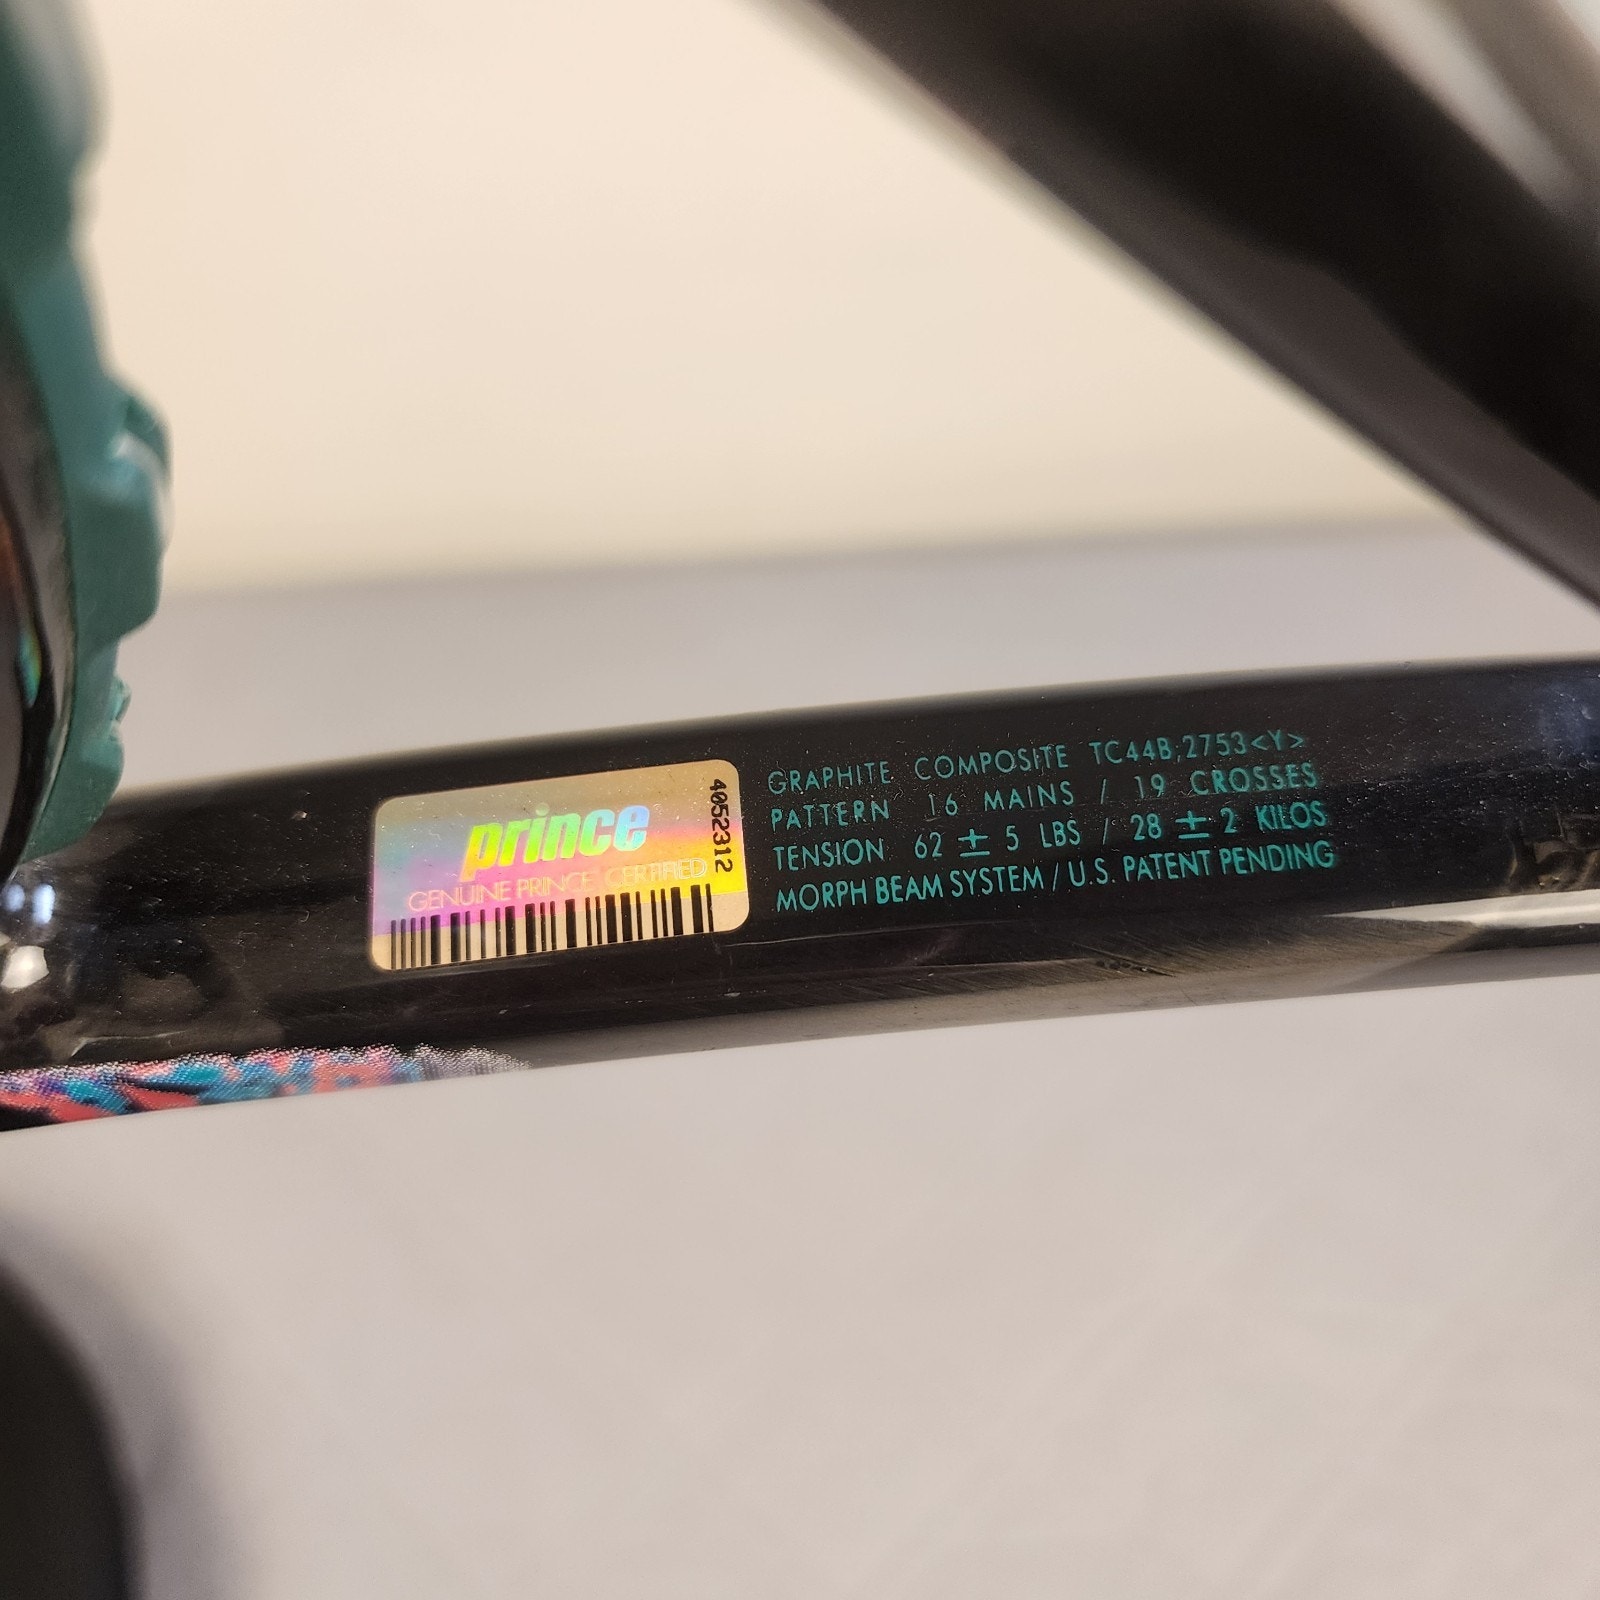 prince
GENUINE PRINCE CERTIFIED
4052312
GRAPHITE COMPOSITE TC44B,2753<Y>
PATTERN 16 MAINS / 19 CROSSES
TENSION 62 ± 5 LBS / 28 ± 2 KILOS
MORPH BEAM SYSTEM / U.S. PATENT PENDING